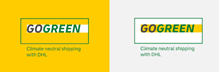 GOGREEN
Climate neutral shipping
with DHL
GOGREEN
Climate neutral shipping
with DHL